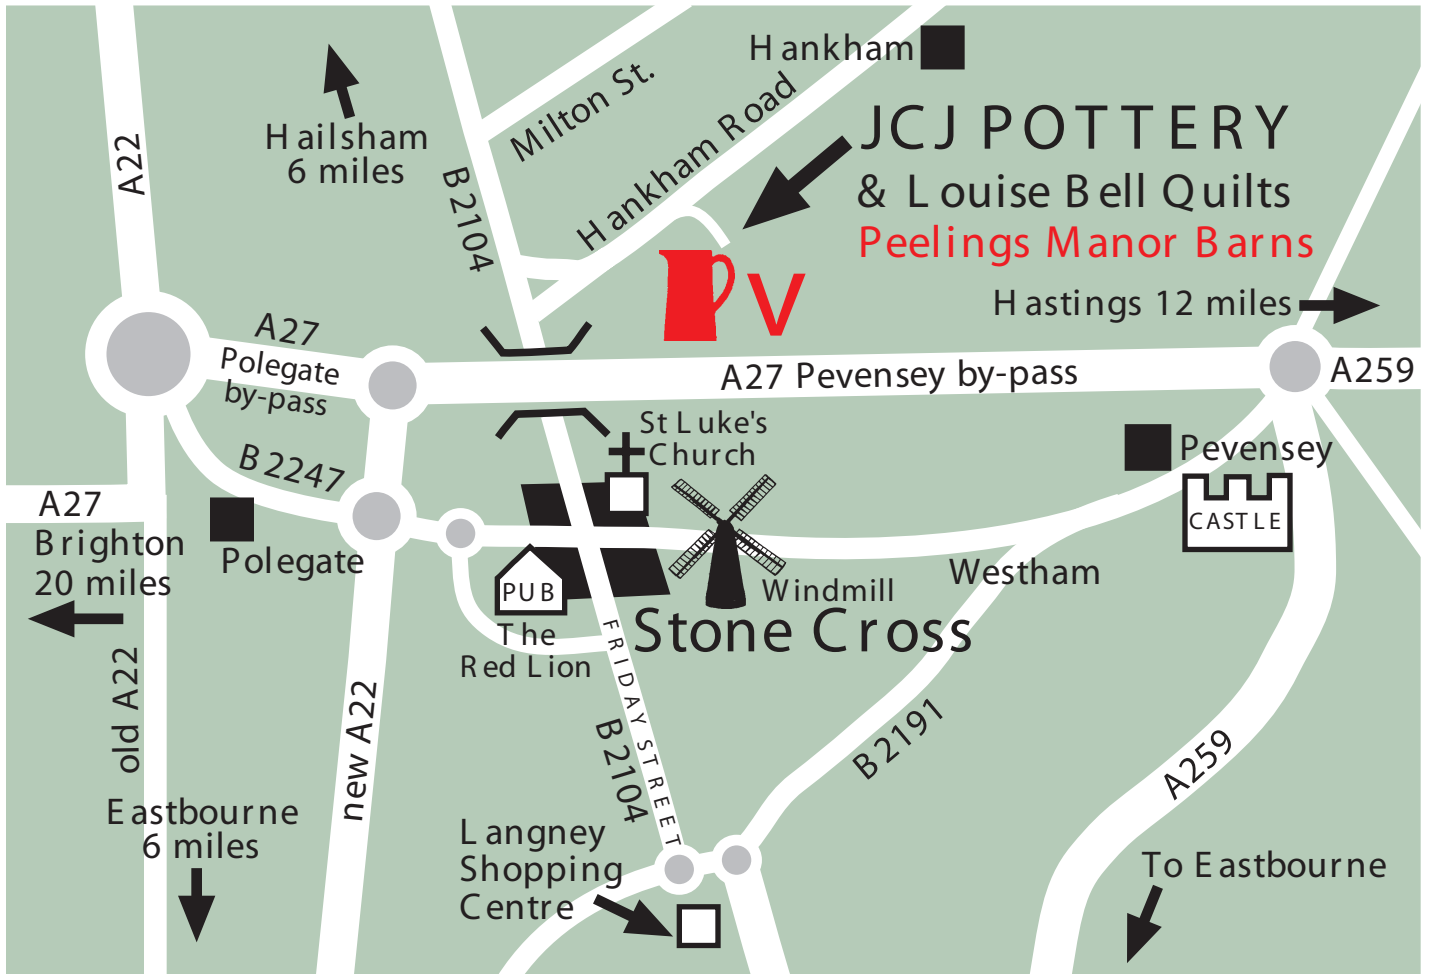 Hankham
JCJ POTTERY
& Louise Bell Quilts
Peelings Manor Barns
Hastings 12 miles
Milton St.
Hankham Road
Hailsham
6 miles
A22
B2104
V
A27
Polegate
by-pass
A27 Pevensey by-pass
A259
St Luke's
Church
Pevensey
CASTLE
B2247
A27
Brighton
20 miles
Polegate
PUB
The
Red Lion
Windmill
Stone Cross
Westham
FRIDAY STREET
B2104
old A22
new A22
B2191
A259
Eastbourne
6 miles
Langney
Shopping
Centre
To Eastbourne